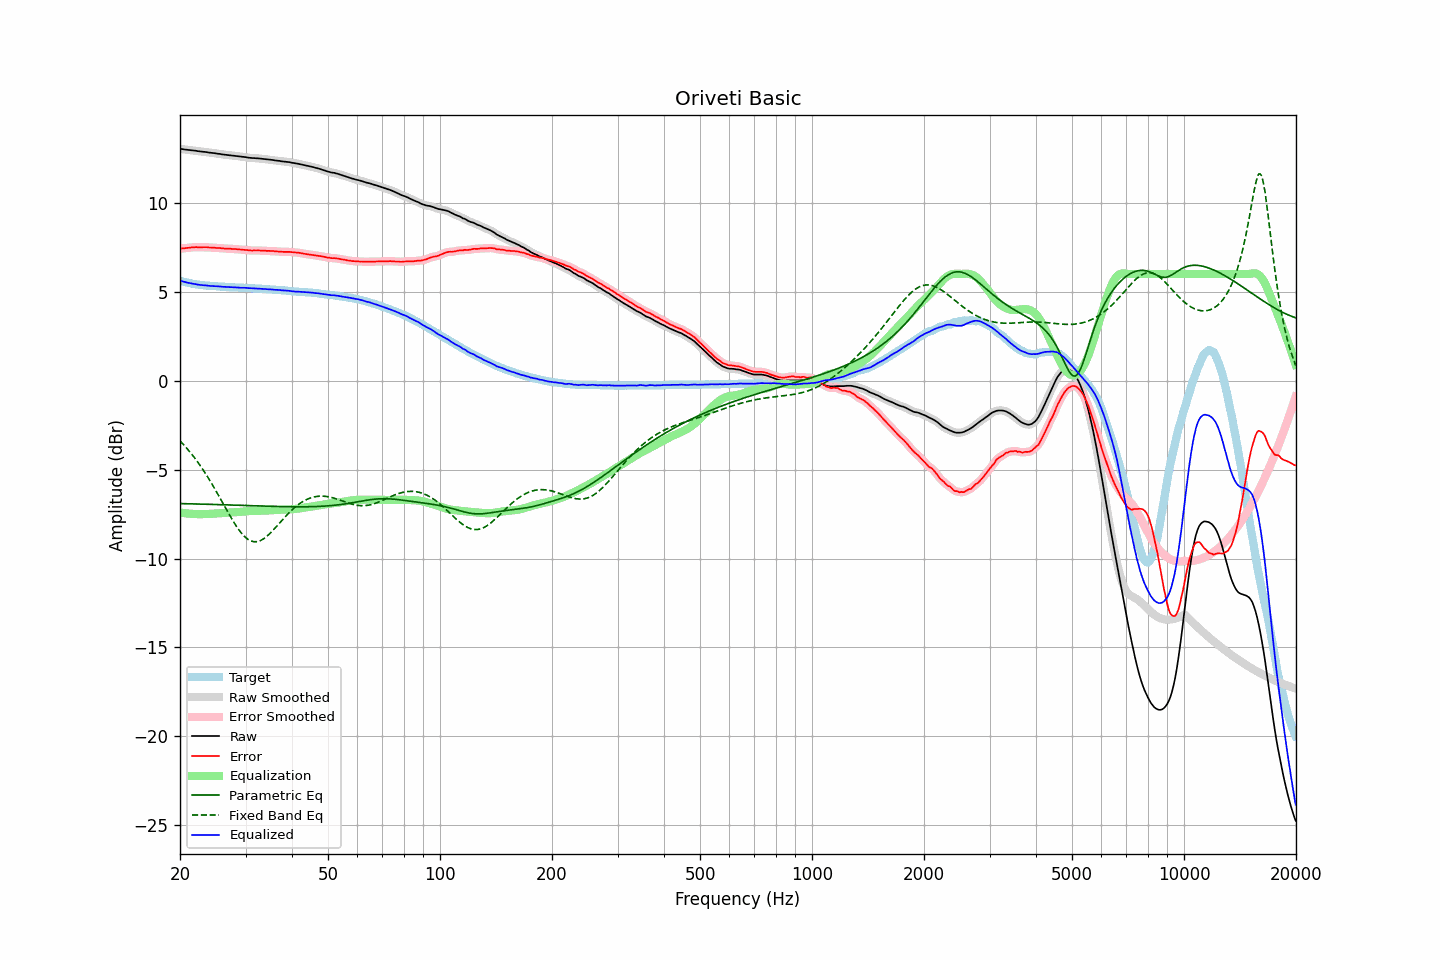 Oriveti Basic
Amplitude (dBr)
10
5
0
−5
−10
−15
−20
−25
Target
Raw Smoothed
Error Smoothed
Raw
Error
Equalization
Parametric Eq
Fixed Band Eq
Equalized
20 50 100 200 500 1000 2000 5000 10000 20000
Frequency (Hz)